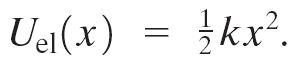 U_el(x) = ½kx².